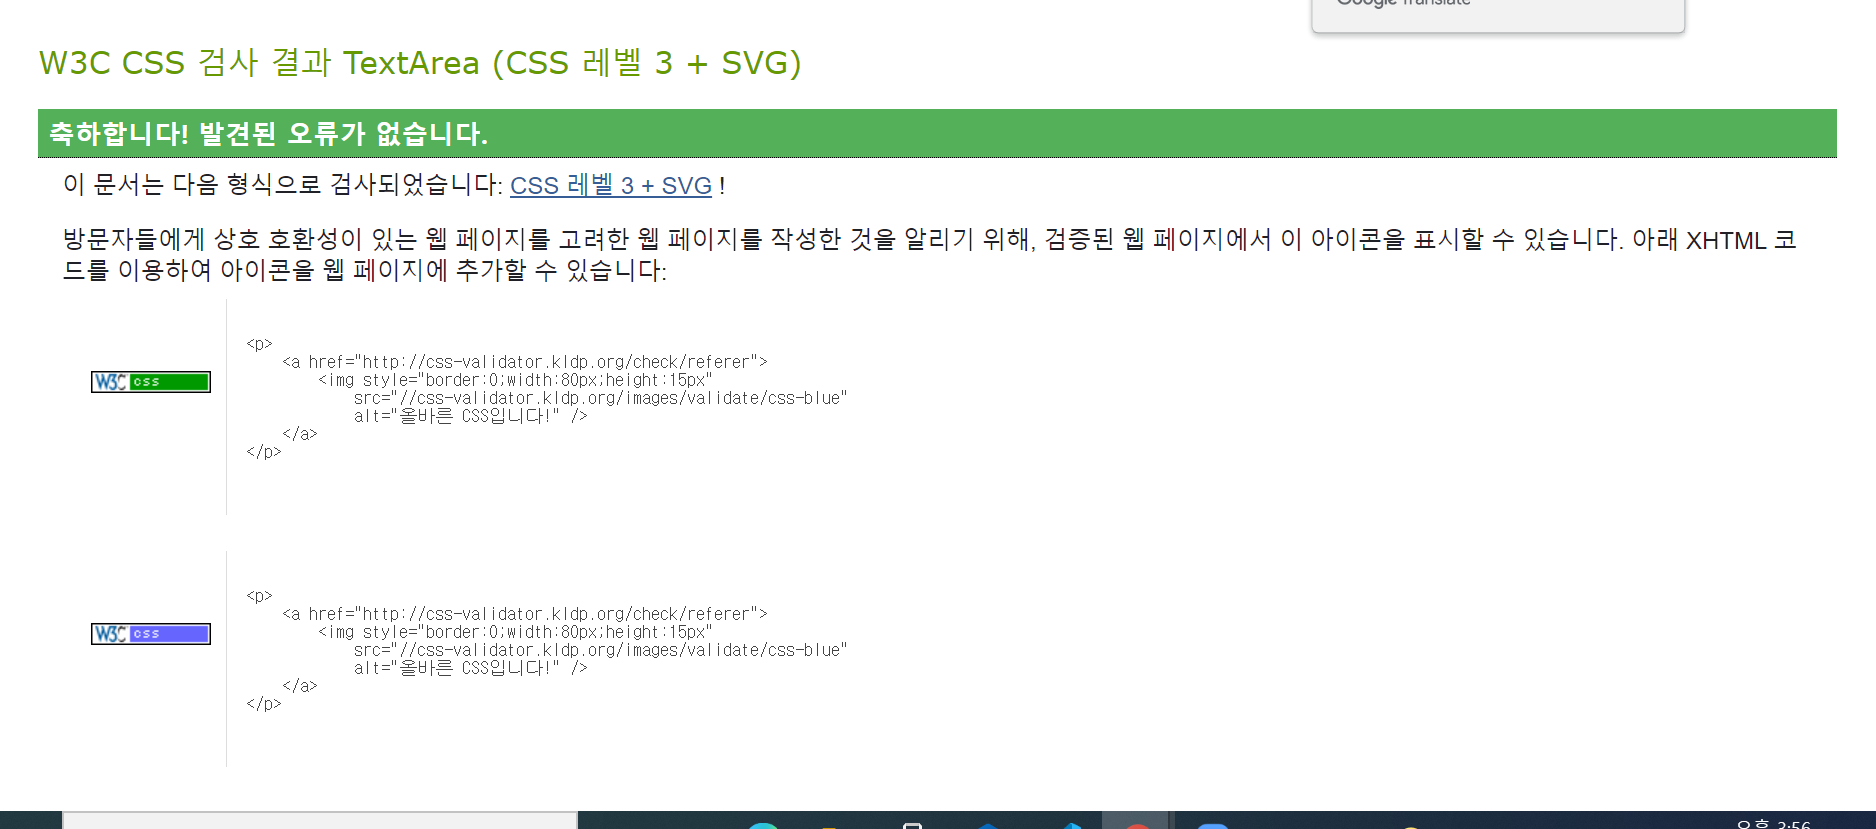 Google Translate
W3C CSS 검사 결과 TextArea (CSS 레벨 3 + SVG)
축하합니다! 발견된 오류가 없습니다.
이 문서는 다음 형식으로 검사되었습니다: CSS 레벨 3 + SVG !
방문자들에게 상호 호환성이 있는 웹 페이지를 고려한 웹 페이지를 작성한 것을 알리기 위해, 검증된 웹 페이지에서 이 아이콘을 표시할 수 있습니다. 아래 XHTML 코
드를 이용하여 아이콘을 웹 페이지에 추가할 수 있습니다:
W3C css
<p>
<a href="http://css-validator.kldp.org/check/referer">
<img style="border:0;width:80px;height:15px"
src="//css-validator.kldp.org/images/validate/css-blue"
alt="올바른 CSS입니다!" />
</a>
</p>
W3C css
<p>
<a href="http://css-validator.kldp.org/check/referer">
<img style="border:0;width:80px;height:15px"
src="//css-validator.kldp.org/images/validate/css-blue"
alt="올바른 CSS입니다!" />
</a>
</p>
오후 3:56